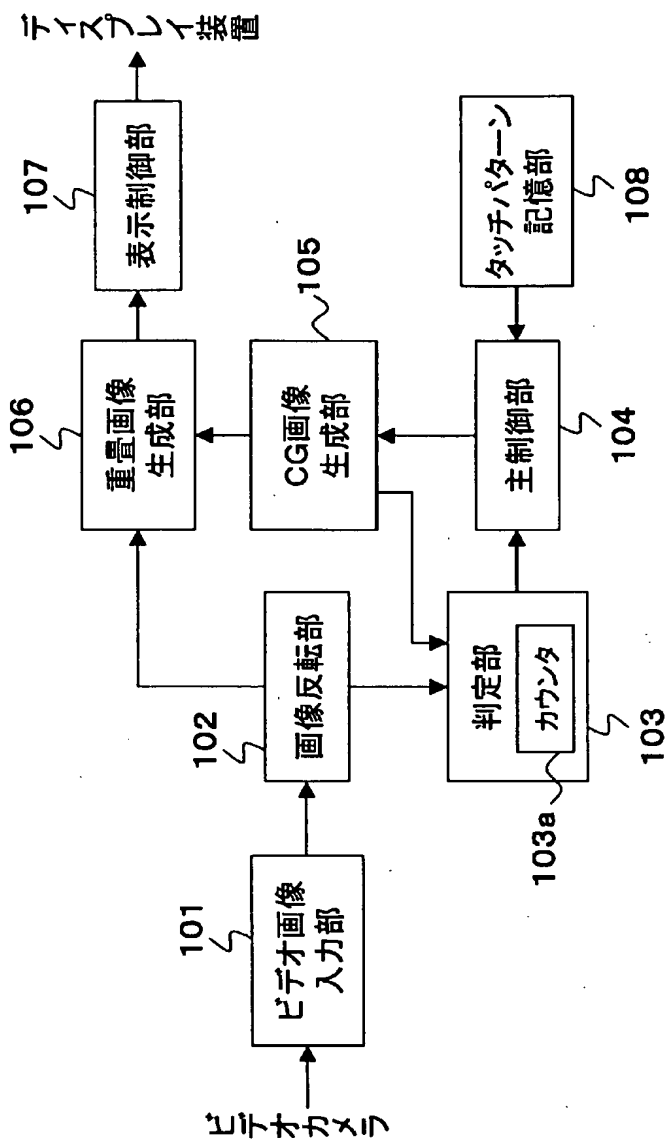 ビデオカメラ
101
ビデオ画像
入力部
102
画像反転部
103
判定部
カウンタ
103a
106
重畳画像
生成部
105
CG画像
生成部
104
主制御部
107
表示制御部
ディスプレイ装置
108
タッチパターン
記憶部